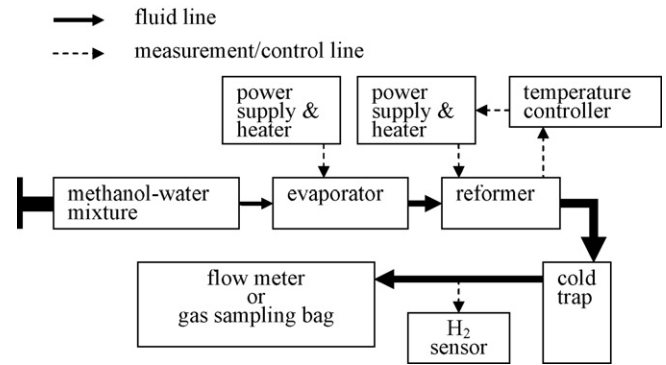 fluid line
measurement/control line
power
supply &
heater
power
supply &
heater
temperature
controller
methanol-water
mixture
evaporator
reformer
flow meter
or
gas sampling bag
H₂
sensor
cold
trap